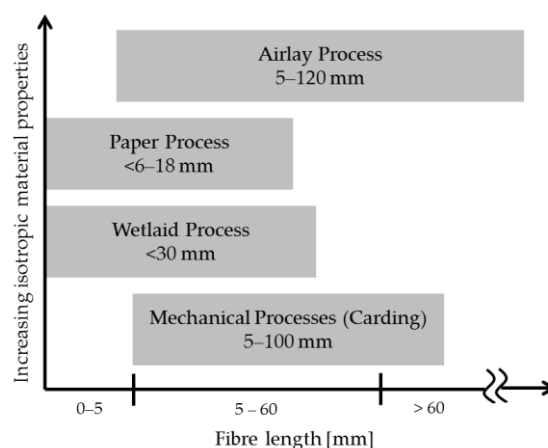 Increasing isotropic material properties
Airlay Process
5–120 mm
Paper Process
<6–18 mm
Wetlaid Process
<30 mm
Mechanical Processes (Carding)
5–100 mm
0–5
5 – 60
> 60
Fibre length [mm]